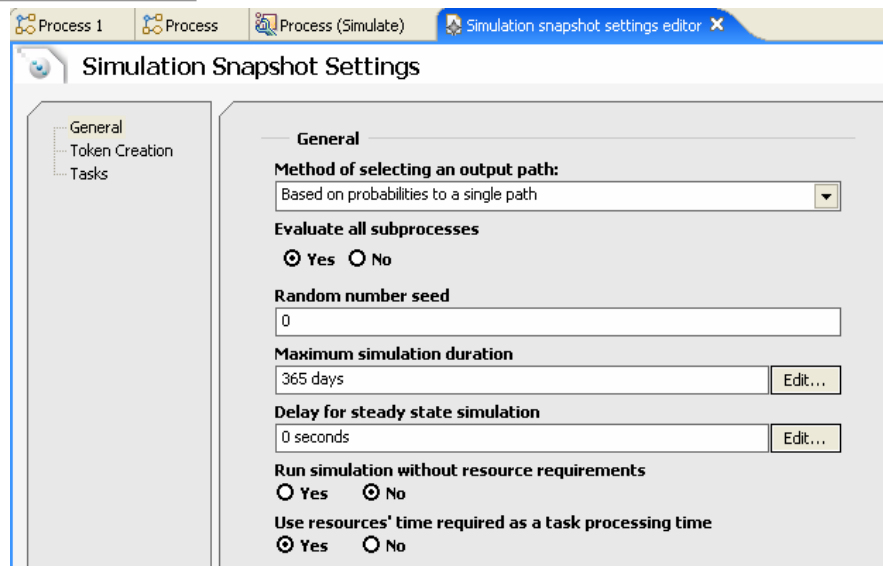 Process 1 Process Process (Simulate) Simulation snapshot settings editor
Simulation Snapshot Settings
General
Token Creation
Tasks
General
Method of selecting an output path:
Based on probabilities to a single path
Evaluate all subprocesses
Yes No
Random number seed
0
Maximum simulation duration
365 days Edit...
Delay for steady state simulation
0 seconds Edit...
Run simulation without resource requirements
Yes No
Use resources' time required as a task processing time
Yes No